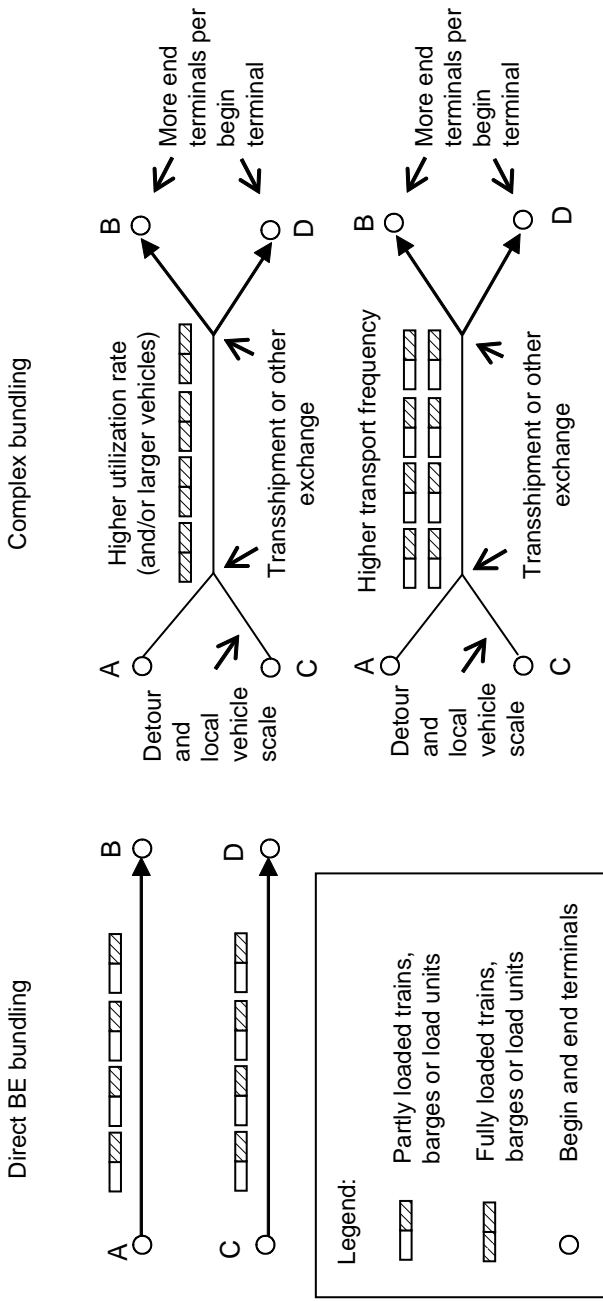 Direct BE bundling
A
B
C
D
Legend:
Partly loaded trains,
barges or load units
Fully loaded trains,
barges or load units
Begin and end terminals
Complex bundling
A
B
C
D
Higher utilization rate
(and/or larger vehicles)
Detour
and
local
vehicle
scale
Transshipment or other
exchange
More end
terminals per
begin
terminal
A
B
C
D
Higher transport frequency
Detour
and
local
vehicle
scale
Transshipment or other
exchange
More end
terminals per
begin
terminal